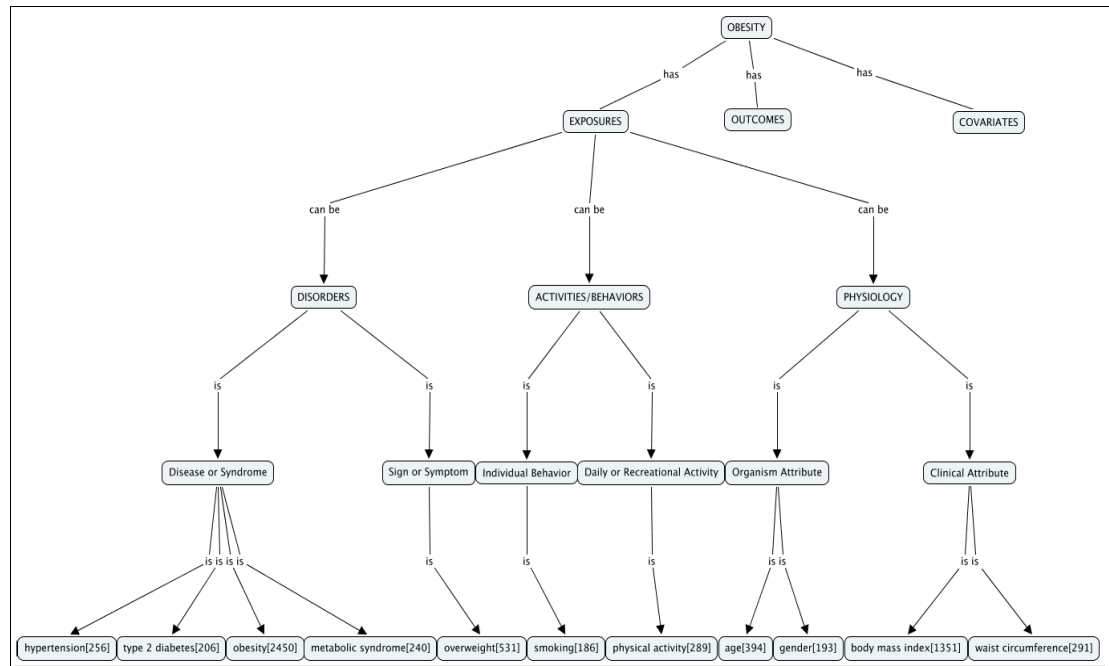 OBESITY
has
has
has
EXPOSURES
OUTCOMES
COVARIATES
can be
can be
can be
DISORDERS
ACTIVITIES/BEHAVIORS
PHYSIOLOGY
is
is
is
is
is
is
Disease or Syndrome
Sign or Symptom
Individual Behavior
Daily or Recreational Activity
Organism Attribute
Clinical Attribute
is is is is
is
is
is
is is
is is
hypertension[256]
type 2 diabetes[206]
obesity[2450]
metabolic syndrome[240]
overweight[531]
smoking[186]
physical activity[289]
age[394]
gender[193]
body mass index[1351]
waist circumference[291]